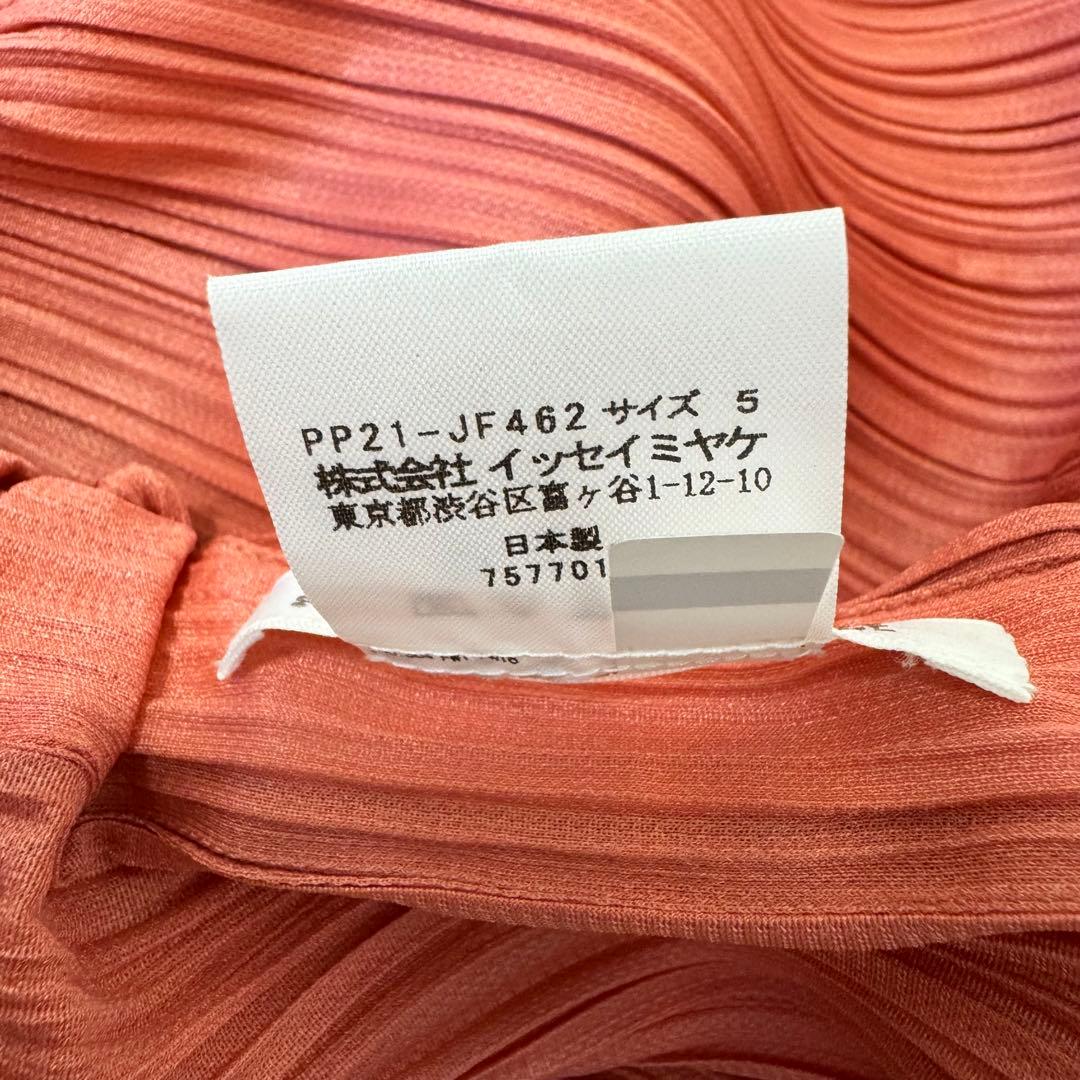 PP21-JF462 サイズ 5
株式会社 イッセイミヤケ
東京都渋谷区富ヶ谷1-12-10
日本製
757701